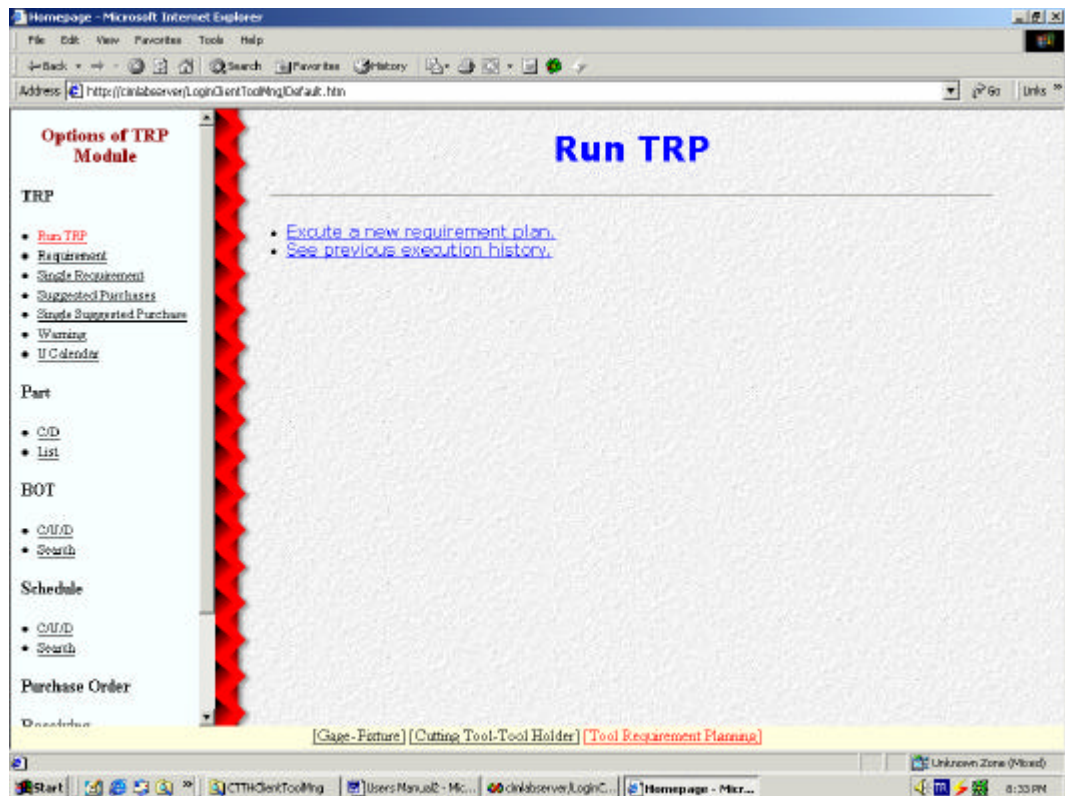 Homepage - Microsoft Internet Explorer
File Edit View Favorites Tools Help
Back Search Favorites History
Address http://cimlabserver/LoginClientToolMng/Default.htm Go Links »
Options of TRP
Module
TRP
Run TRP
Requirement
Single Requirement
Suggested Purchases
Single Suggested Purchase
Warning
U Calendar
Part
C/D
List
BOT
C/U/D
Search
Schedule
C/U/D
Search
Purchase Order
Receiving
Run TRP
Excute a new requirement plan.
See previous execution history.
[Gage-Fixture] [Cutting Tool-Tool Holder] [Tool Requirement Planning]
Unknown Zone (Mixed)
Start » CTTHClientToolMng Users Manual2 - Mic... cimlabserver/LoginC... Homepage - Micr... 8:33 PM